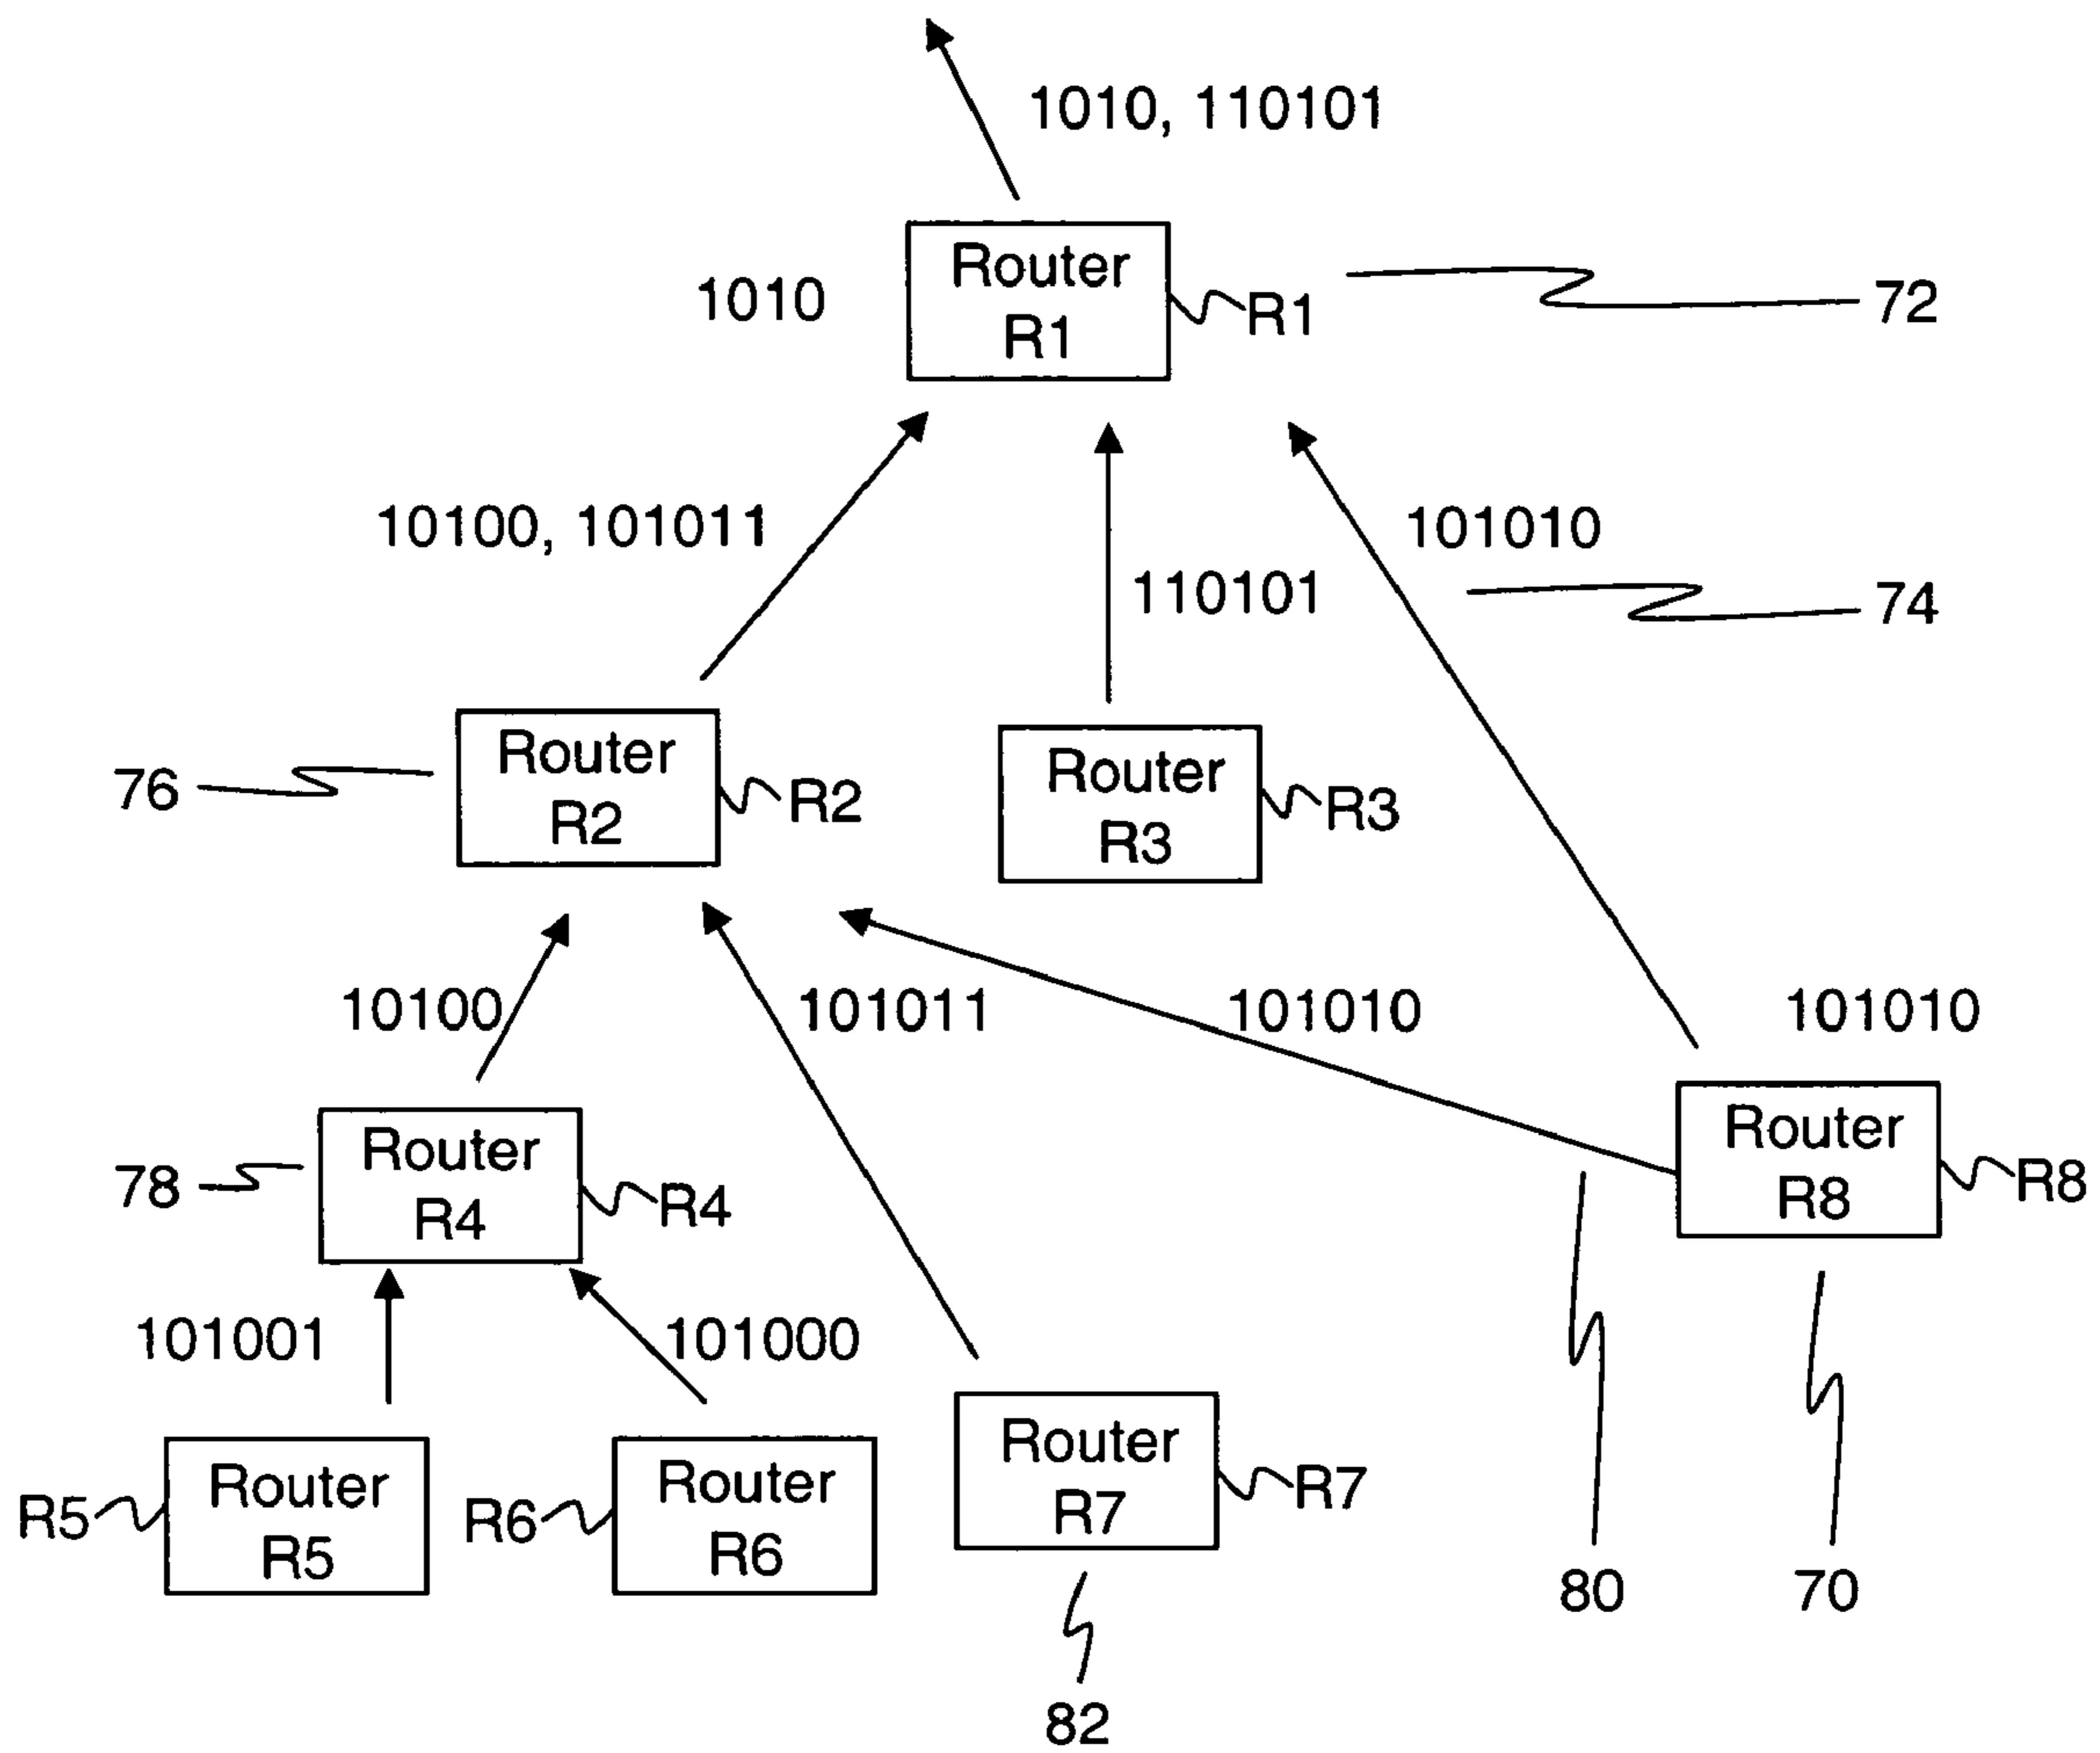 1010, 110101
1010
Router
R1
R1
72
10100, 101011
101010
110101
74
76
Router
R2
R2
Router
R3
R3
10100
101011
101010
101010
78
Router
R4
R4
Router
R8
R8
101001
101000
R5
Router
R5
R6
Router
R6
Router
R7
R7
80
70
82